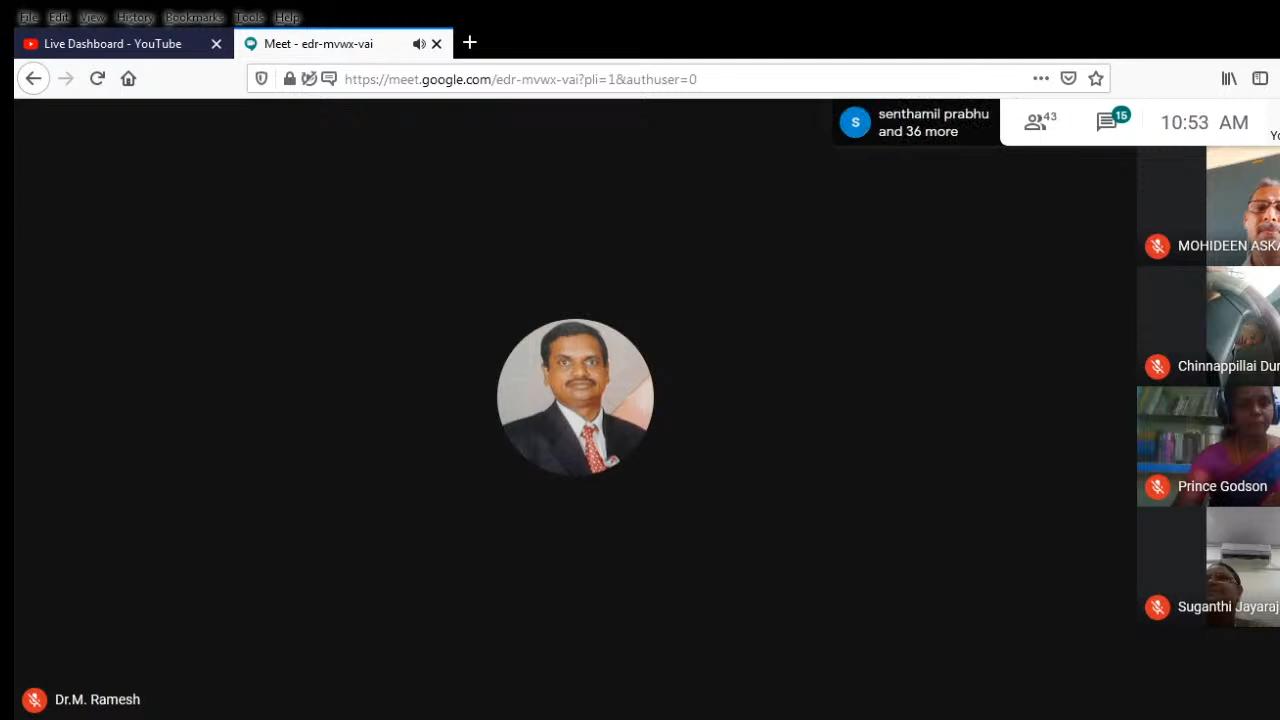 File Edit View History Bookmarks Tools Help
Live Dashboard - YouTube
Meet - edr-mvwx-vai
https://meet.google.com/edr-mvwx-vai?pli=1&authuser=0
S
senthamil prabhu
and 36 more
43
15
10:53 AM
Yo
MOHIDEEN ASKA
Chinnappillai Dur
Prince Godson
Suganthi Jayaraj
Dr.M. Ramesh